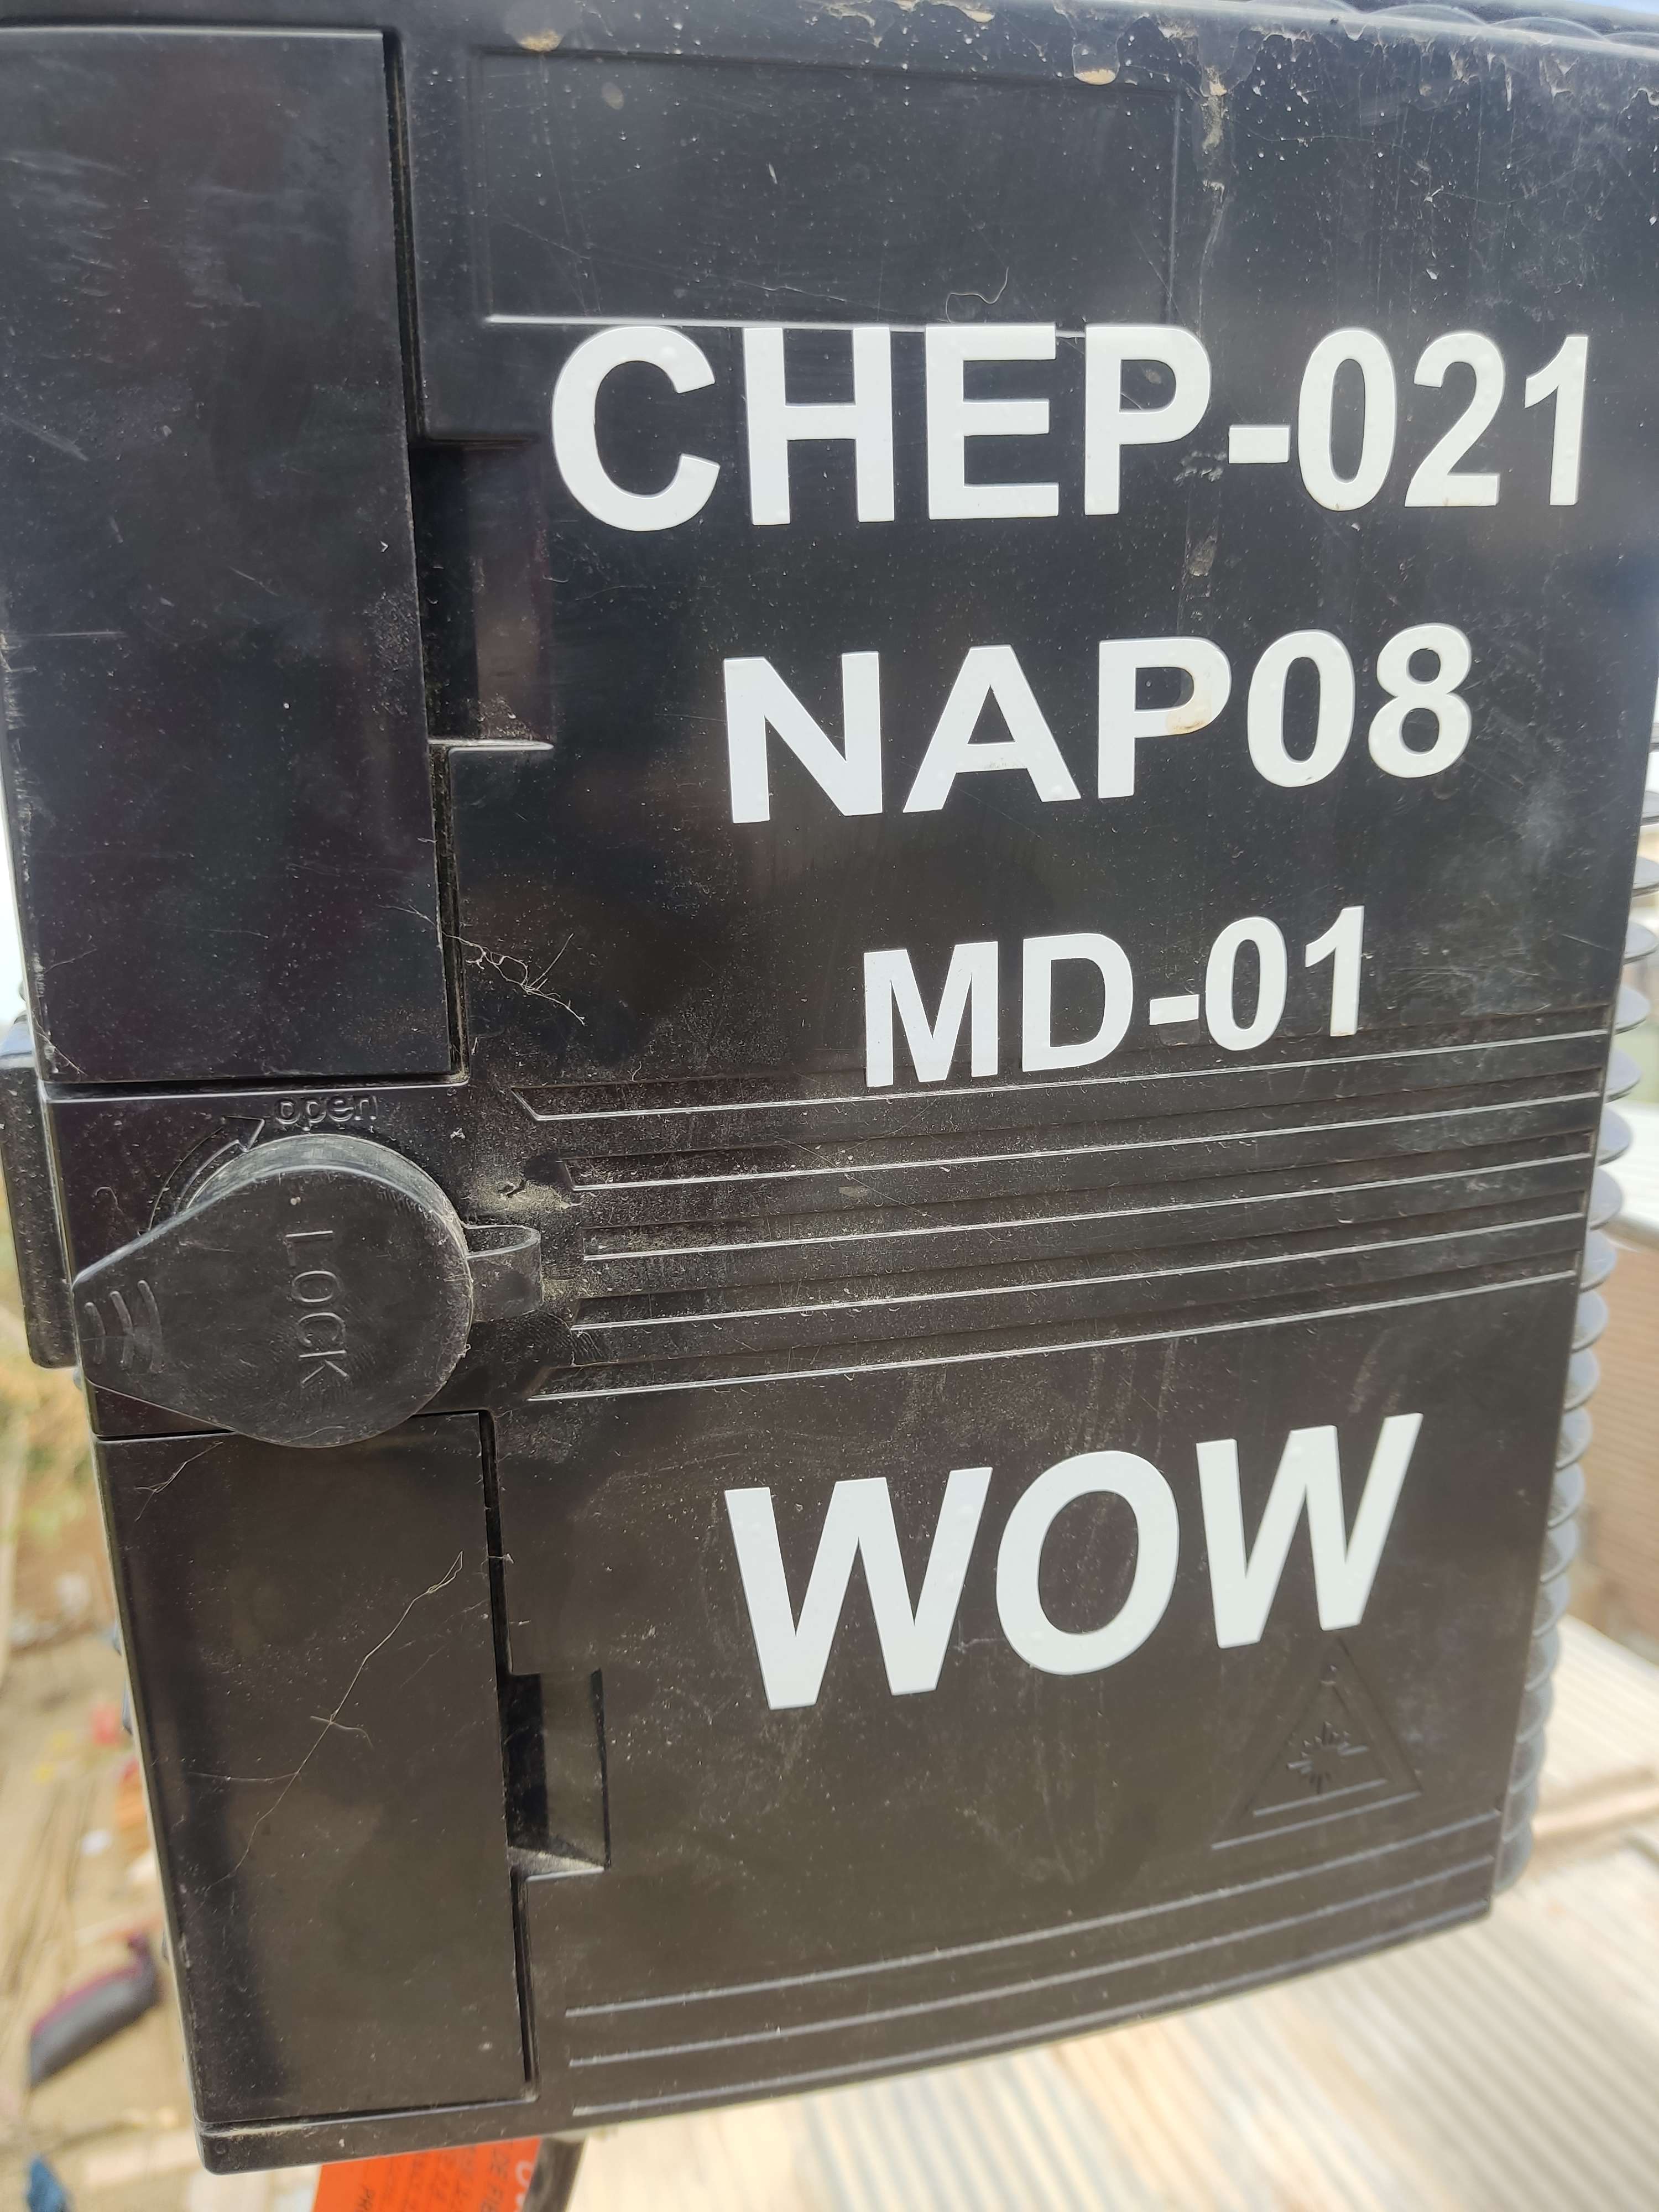 CHEP-021
NAP08
MD-01
open
LOCK
WOW